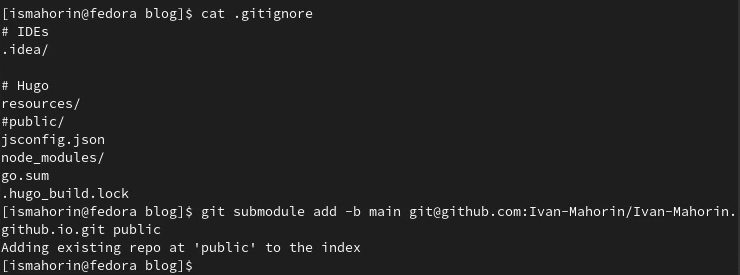 [ismahorin@fedora blog]$ cat .gitignore
# IDEs
.idea/

# Hugo
resources/
#public/
jsconfig.json
node_modules/
go.sum
.hugo_build.lock
[ismahorin@fedora blog]$ git submodule add -b main git@github.com:Ivan-Mahorin/Ivan-Mahorin.
github.io.git public
Adding existing repo at 'public' to the index
[ismahorin@fedora blog]$